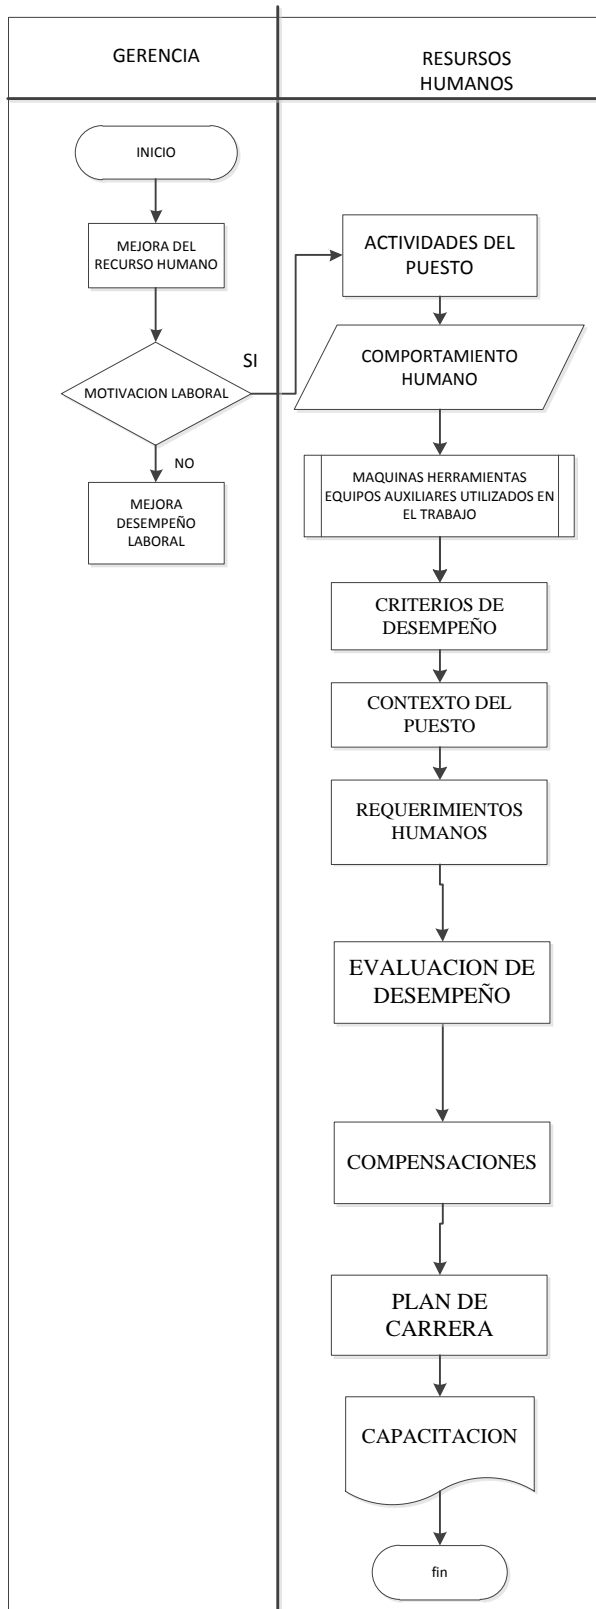 GERENCIA
RESURSOS
HUMANOS
INICIO
MEJORA DEL
RECURSO HUMANO
MOTIVACION LABORAL
SI
NO
MEJORA
DESEMPEÑO
LABORAL
ACTIVIDADES DEL
PUESTO
COMPORTAMIENTO
HUMANO
MAQUINAS HERRAMIENTAS
EQUIPOS AUXILIARES UTILIZADOS EN
EL TRABAJO
CRITERIOS DE
DESEMPEÑO
CONTEXTO DEL
PUESTO
REQUERIMIENTOS
HUMANOS
EVALUACION DE
DESEMPEÑO
COMPENSACIONES
PLAN DE
CARRERA
CAPACITACION
fin